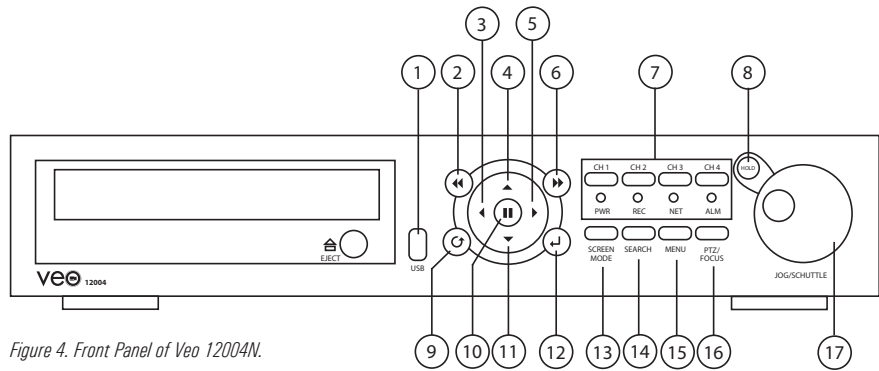 3 5
1 2 4 6 7 8
CH 1 CH 2 CH 3 CH 4
HOLD
PWR REC NET ALM
EJECT
USB
SCREEN MODE
SEARCH
MENU
PTZ/ FOCUS
JOG/SCHUTTLE
veo 12004
9 10 11 12 13 14 15 16 17
Figure 4. Front Panel of Veo 12004N.